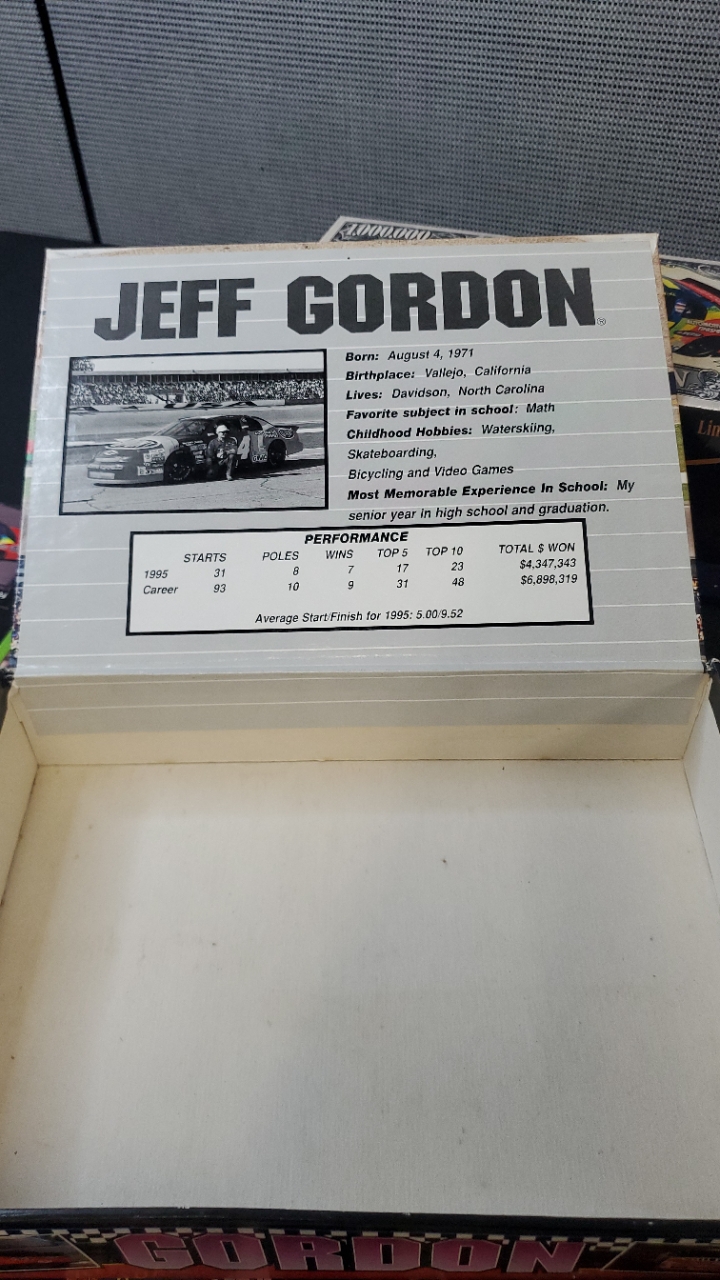 JEFF GORDON®
Born: August 4, 1971
Birthplace: Vallejo, California
Lives: Davidson, North Carolina
Favorite subject in school: Math
Childhood Hobbies: Waterskiing,
Skateboarding,
Bicycling and Video Games
Most Memorable Experience In School: My
senior year in high school and graduation.
PERFORMANCE
STARTS POLES WINS TOP 5 TOP 10 TOTAL $ WON
1995 31 8 7 17 23 $4,347,343
Career 93 10 9 31 48 $6,898,319
Average Start/Finish for 1995: 5.00/9.52
GORDON